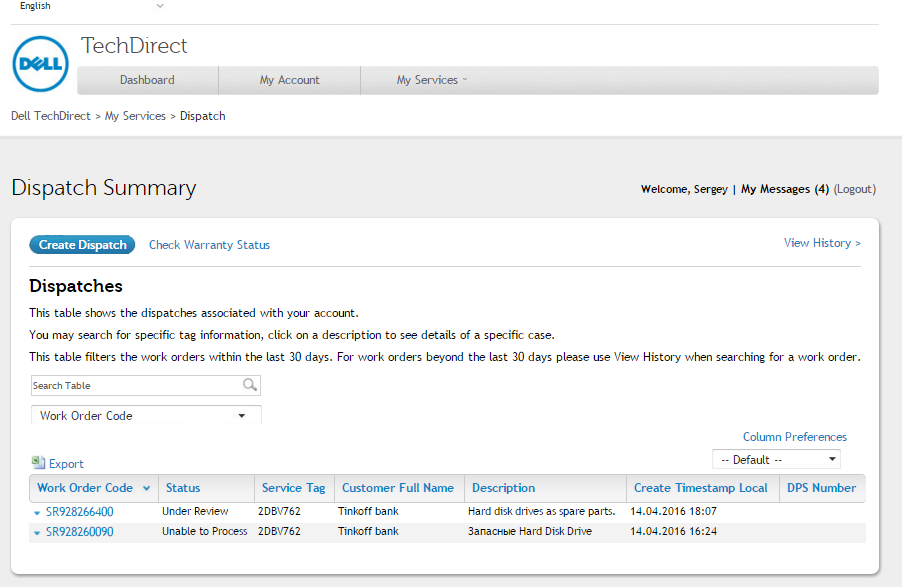 English
DELL
TechDirect
Dashboard My Account My Services
Dell TechDirect > My Services > Dispatch
Dispatch Summary
Welcome, Sergey | My Messages (4) (Logout)
Create Dispatch Check Warranty Status View History >
Dispatches
This table shows the dispatches associated with your account.
You may search for specific tag information, click on a description to see details of a specific case.
This table filters the work orders within the last 30 days. For work orders beyond the last 30 days please use View History when searching for a work order.
Search Table
Work Order Code
Column Preferences
Export -- Default --
Work Order Code Status Service Tag Customer Full Name Description Create Timestamp Local DPS Number
SR928266400 Under Review 2DBV762 Tinkoff bank Hard disk drives as spare parts. 14.04.2016 18:07
SR928260090 Unable to Process 2DBV762 Tinkoff bank Запасные Hard Disk Drive 14.04.2016 16:24